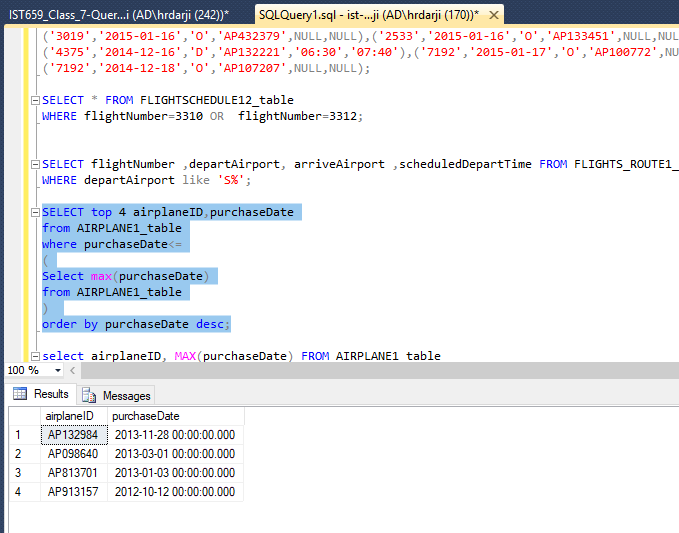 IST659_Class_7-Quer...i (AD\hrdarji (242))* SQLQuery1.sql - ist-...ji (AD\hrdarji (170))*
('3019','2015-01-16','O','AP432379',NULL,NULL),('2533','2015-01-16','O','AP133451',NULL,NUL
('4375','2014-12-16','D','AP132221','06:30','07:40'),('7192','2015-01-17','O','AP100772',NU
('7192','2014-12-18','O','AP107207',NULL,NULL);
SELECT * FROM FLIGHTSCHEDULE12_table
WHERE flightNumber=3310 OR  flightNumber=3312;
SELECT flightNumber ,departAirport, arriveAirport ,scheduledDepartTime FROM FLIGHTS_ROUTE1_
WHERE departAirport like 'S%';
SELECT top 4 airplaneID,purchaseDate
from AIRPLANE1_table
where purchaseDate<=
(
Select max(purchaseDate)
from AIRPLANE1_table
)
order by purchaseDate desc;
select airplaneID, MAX(purchaseDate) FROM AIRPLANE1 table
100 %
Results Messages
airplaneID purchaseDate
1 AP132984 2013-11-28 00:00:00.000
2 AP098640 2013-03-01 00:00:00.000
3 AP813701 2013-01-03 00:00:00.000
4 AP913157 2012-10-12 00:00:00.000